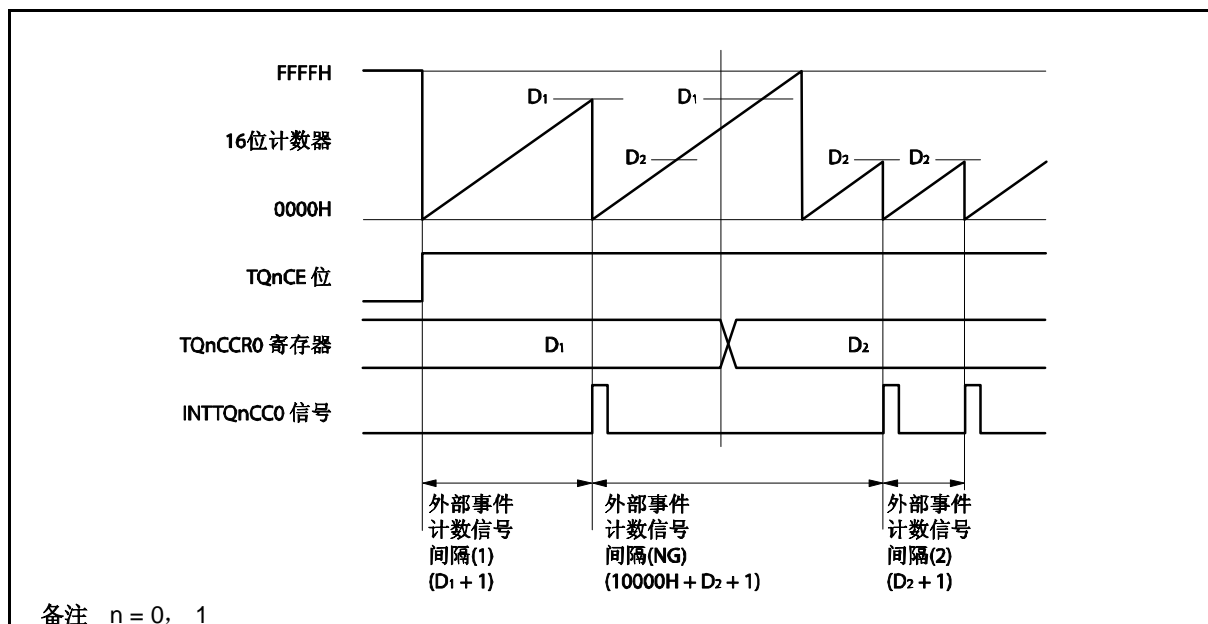 FFFFH
D1
D1
16位计数器
D2
D2
D2
0000H
TQnCE 位
TQnCCR0 寄存器
D1
D2
INTTQnCC0 信号
外部事件
计数信号
间隔(1)
(D1 + 1)
外部事件
计数信号
间隔(NG)
(10000H + D2 + 1)
外部事件
计数信号
间隔(2)
(D2 + 1)
备注 n = 0， 1